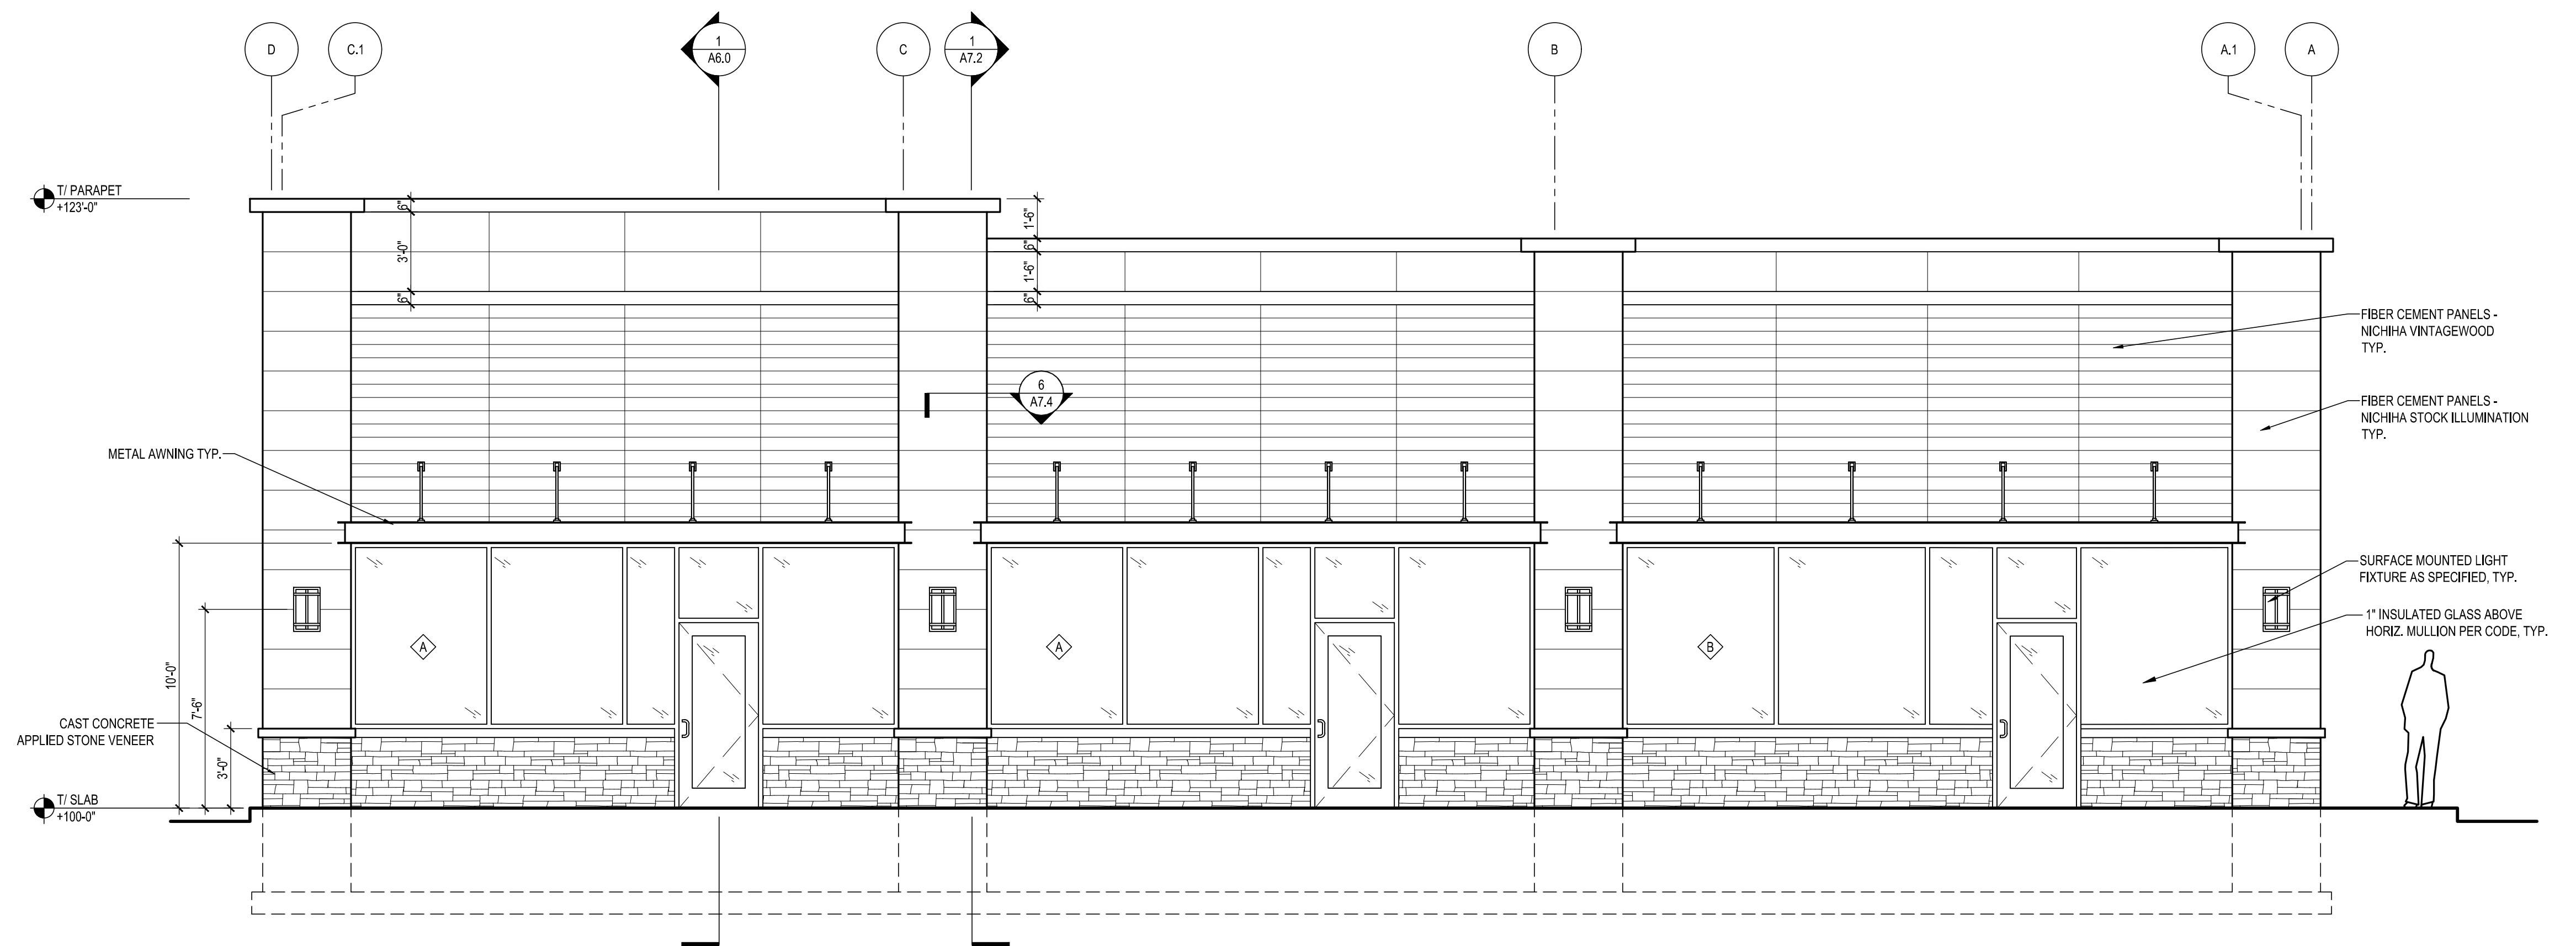 D
C.1
1
A6.0
C
1
A7.2
B
A.1
A
T/ PARAPET
+123'-0"
6"
3'-0"
6"
1'-6"
6"
1'-6"
6"
FIBER CEMENT PANELS -
NICHIHA VINTAGEWOOD
TYP.
6
A7.4
FIBER CEMENT PANELS -
NICHIHA STOCK ILLUMINATION
TYP.
METAL AWNING TYP.
SURFACE MOUNTED LIGHT
FIXTURE AS SPECIFIED, TYP.
1" INSULATED GLASS ABOVE
HORIZ. MULLION PER CODE, TYP.
A
A
B
10'-0"
7'-6"
3'-0"
CAST CONCRETE
APPLIED STONE VENEER
T/ SLAB
+100-0"